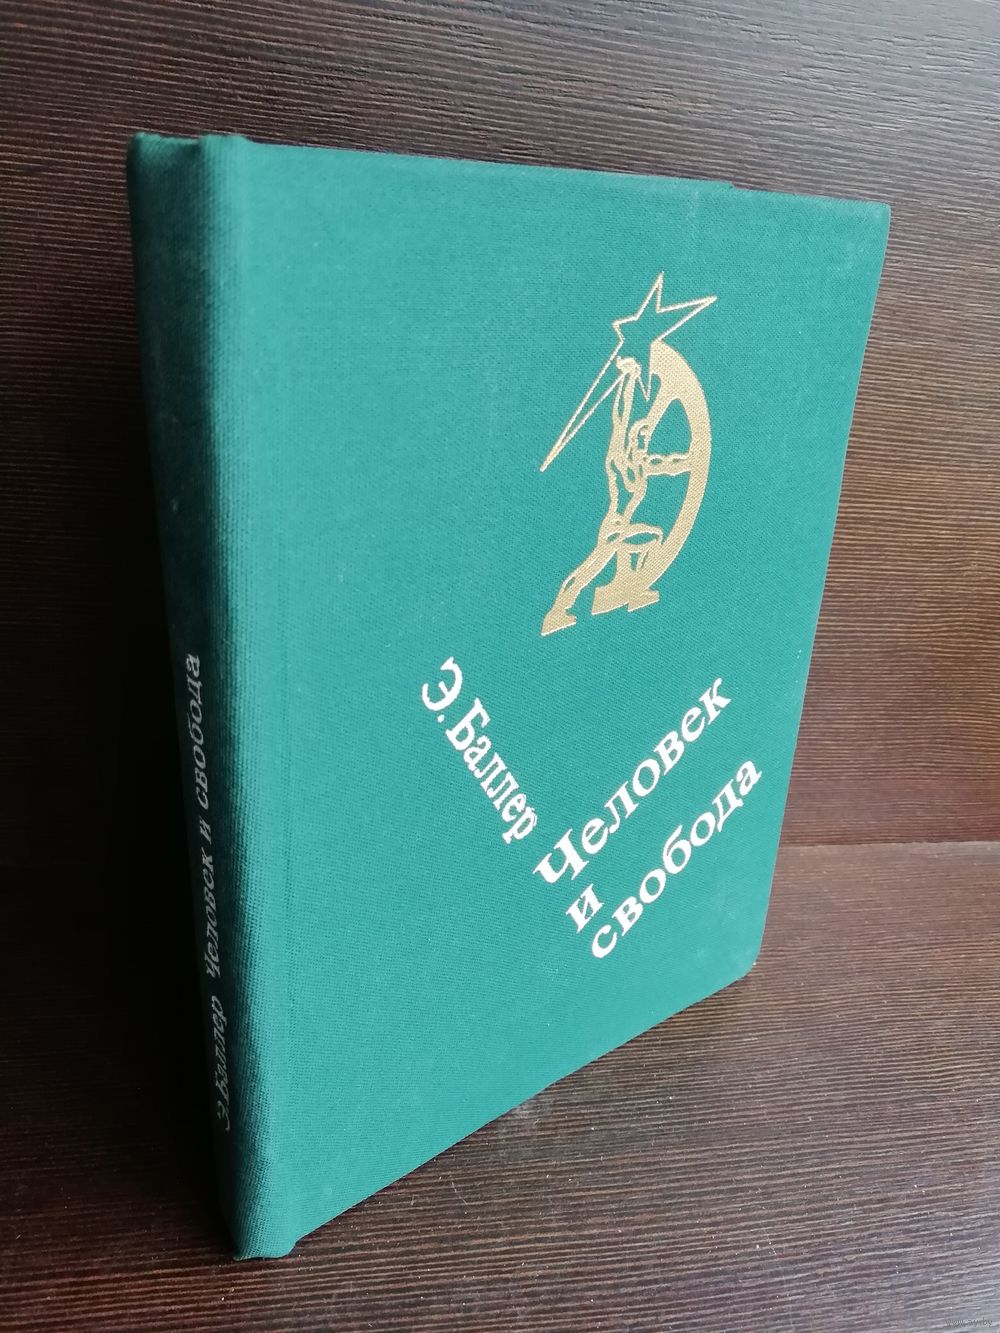 Э. Баллер
Человек
и
свобода
Э. Баллер Человек и свобода